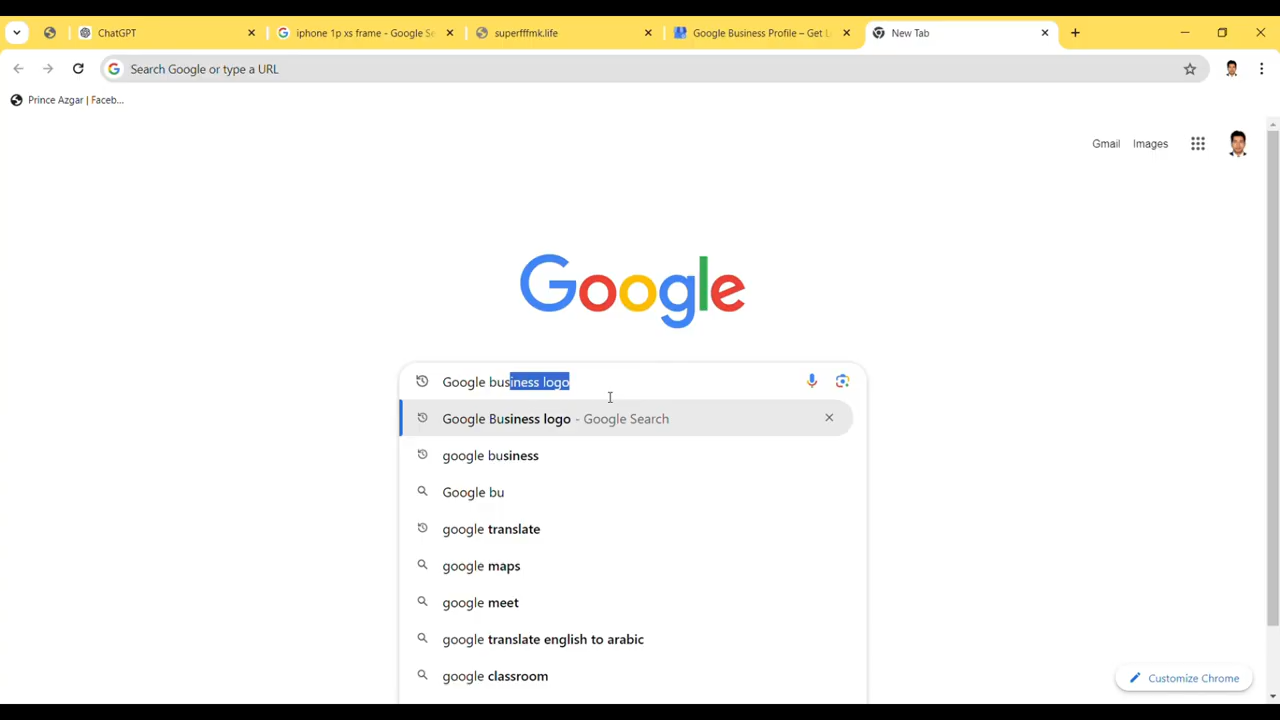 ChatGPT
iphone 1p xs frame - Google Se
superfffmk.life
Google Business Profile – Get L
New Tab
Search Google or type a URL
Prince Azgar | Faceb...
Gmail Images
Google
Google business logo
Google Business logo - Google Search
google business
Google bu
google translate
google maps
google meet
google translate english to arabic
google classroom
Customize Chrome